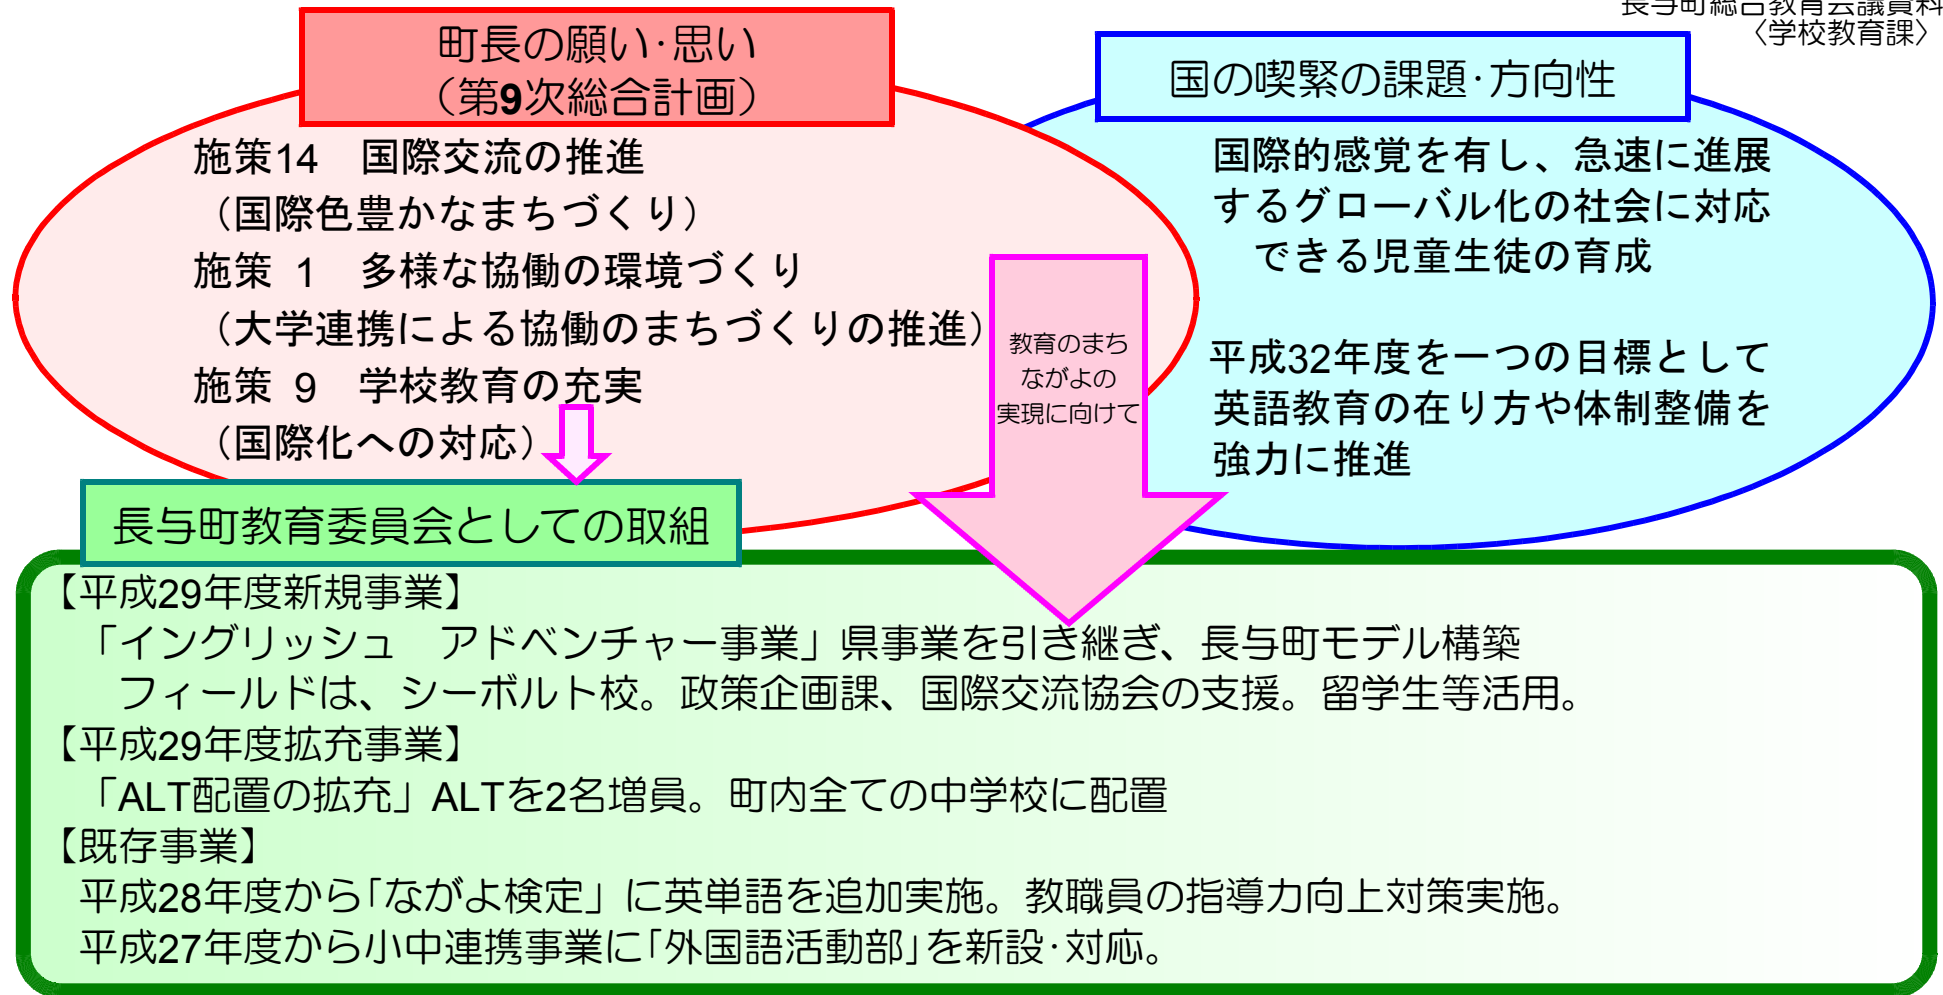 長与町総合教育会議資料
〈学校教育課〉
町長の願い・思い
（第9次総合計画）
施策14　国際交流の推進
（国際色豊かなまちづくり）
施策 1　多様な協働の環境づくり
（大学連携による協働のまちづくりの推進）
施策 9　学校教育の充実
（国際化への対応）
国の喫緊の課題・方向性
国際的感覚を有し、急速に進展
するグローバル化の社会に対応
できる児童生徒の育成
平成32年度を一つの目標として
英語教育の在り方や体制整備を
強力に推進
教育のまち
ながよの
実現に向けて
長与町教育委員会としての取組
【平成29年度新規事業】
「イングリッシュ　アドベンチャー事業」県事業を引き継ぎ、長与町モデル構築
フィールドは、シーボルト校。政策企画課、国際交流協会の支援。留学生等活用。
【平成29年度拡充事業】
「ALT配置の拡充」ALTを2名増員。町内全ての中学校に配置
【既存事業】
平成28年度から「ながよ検定」に英単語を追加実施。教職員の指導力向上対策実施。
平成27年度から小中連携事業に「外国語活動部」を新設・対応。